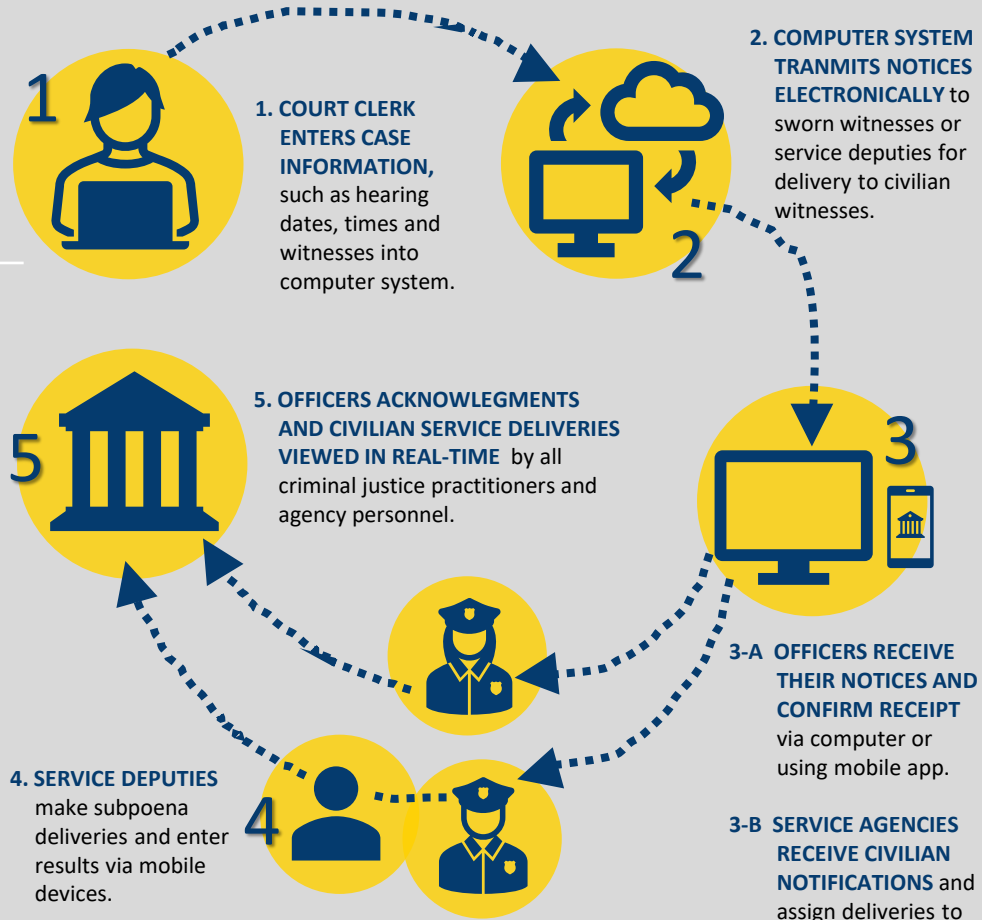 1
1. COURT CLERK
ENTERS CASE
INFORMATION,
such as hearing
dates, times and
witnesses into
computer system.
2
2. COMPUTER SYSTEM
TRANMITS NOTICES
ELECTRONICALLY to
sworn witnesses or
service deputies for
delivery to civilian
witnesses.
3
3-A OFFICERS RECEIVE
THEIR NOTICES AND
CONFIRM RECEIPT
via computer or
using mobile app.
3-B SERVICE AGENCIES
RECEIVE CIVILIAN
NOTIFICATIONS and
assign deliveries to
4
4. SERVICE DEPUTIES
make subpoena
deliveries and enter
results via mobile
devices.
5
5. OFFICERS ACKNOWLEGMENTS
AND CIVILIAN SERVICE DELIVERIES
VIEWED IN REAL-TIME by all
criminal justice practitioners and
agency personnel.